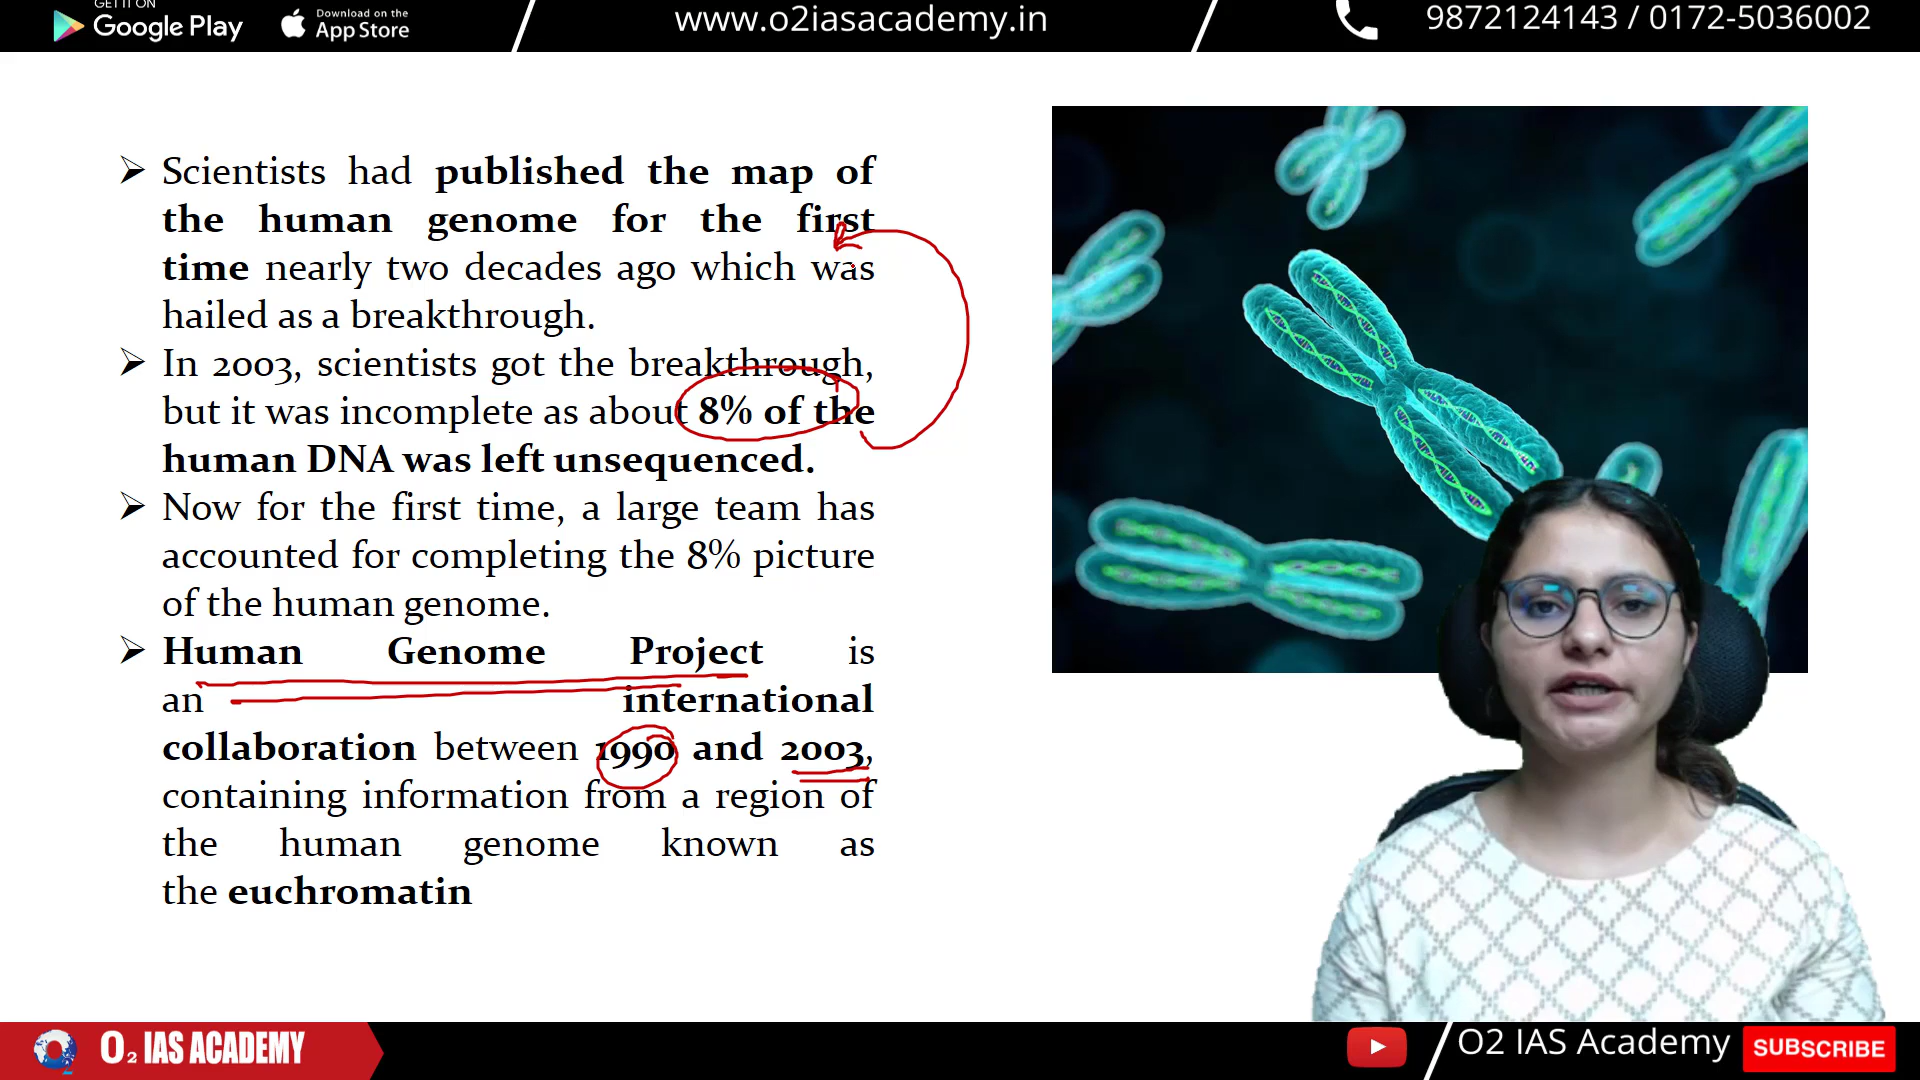 GET IT ON
Google Play
Download on the
App Store
www.o2iasacademy.in
9872124143 / 0172-5036002
➢ Scientists had published the map of
the human genome for the first
time nearly two decades ago which was
hailed as a breakthrough.
➢ In 2003, scientists got the breakthrough,
but it was incomplete as about 8% of the
human DNA was left unsequenced.
➢ Now for the first time, a large team has
accounted for completing the 8% picture
of the human genome.
➢ Human Genome Project is
an international
collaboration between 1990 and 2003,
containing information from a region of
the human genome known as
the euchromatin
O2 IAS ACADEMY
O2 IAS Academy
SUBSCRIBE